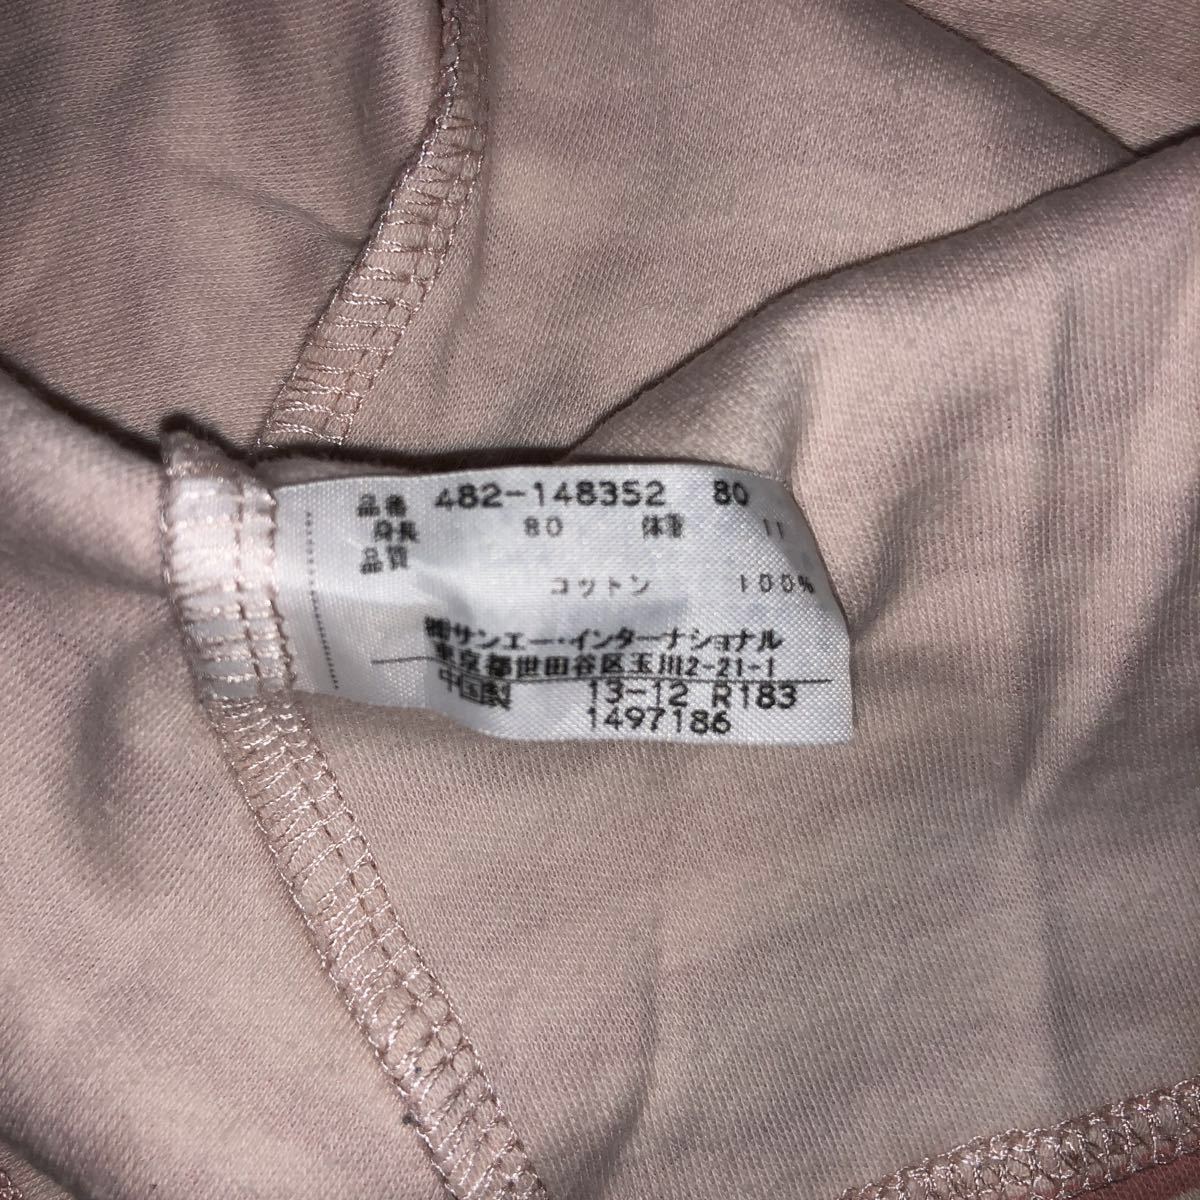 品番 482-148352 80
身長 80 体重 11
品質
コットン 100%
㈱サンエー・インターナショナル
東京都世田谷区玉川2-21-1
中国製 13-12 R183
1497186